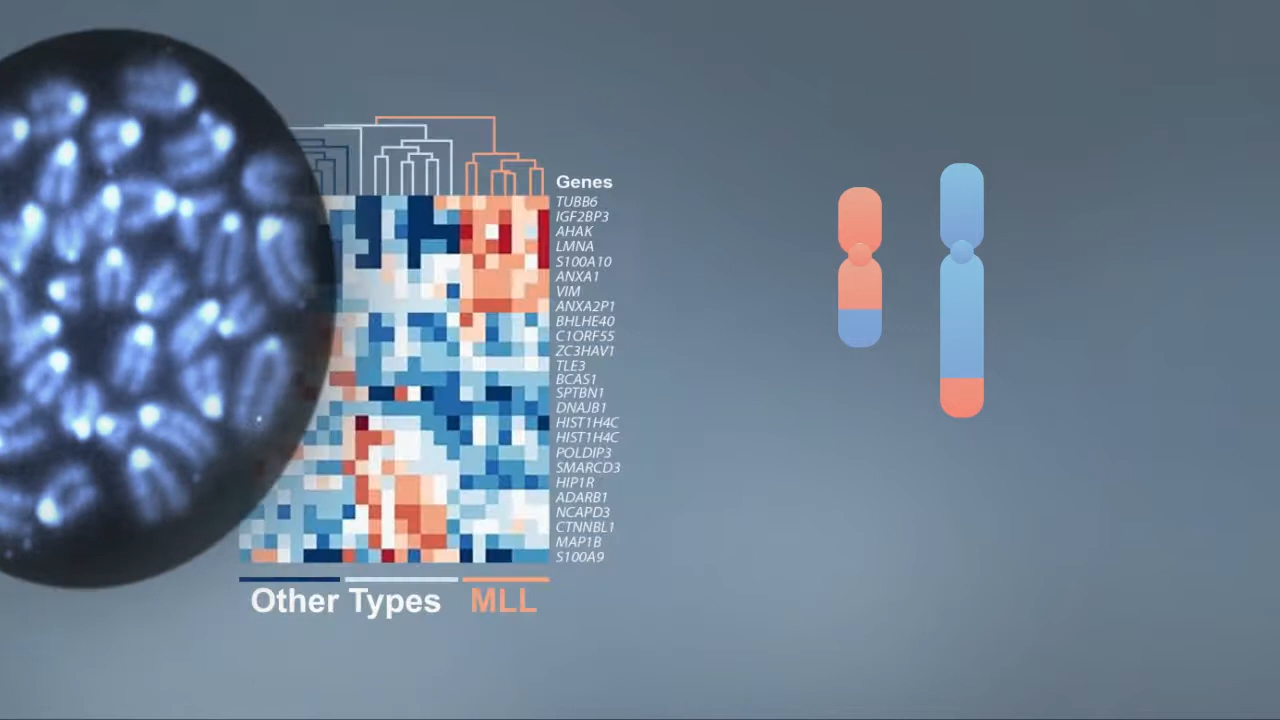 Genes
TUBB6
IGF2BP3
AHAK
LMNA
S100A10
ANXA1
VIM
ANXA2P1
BHLHE40
C1ORF55
ZC3HAV1
TLE3
BCAS1
SPTBN1
DNAJB1
HIST1H4C
HIST1H4C
POLDIP3
SMARCD3
HIP1R
ADARB1
NCAPD3
CTNNBL1
MAP1B
S100A9
Other Types MLL